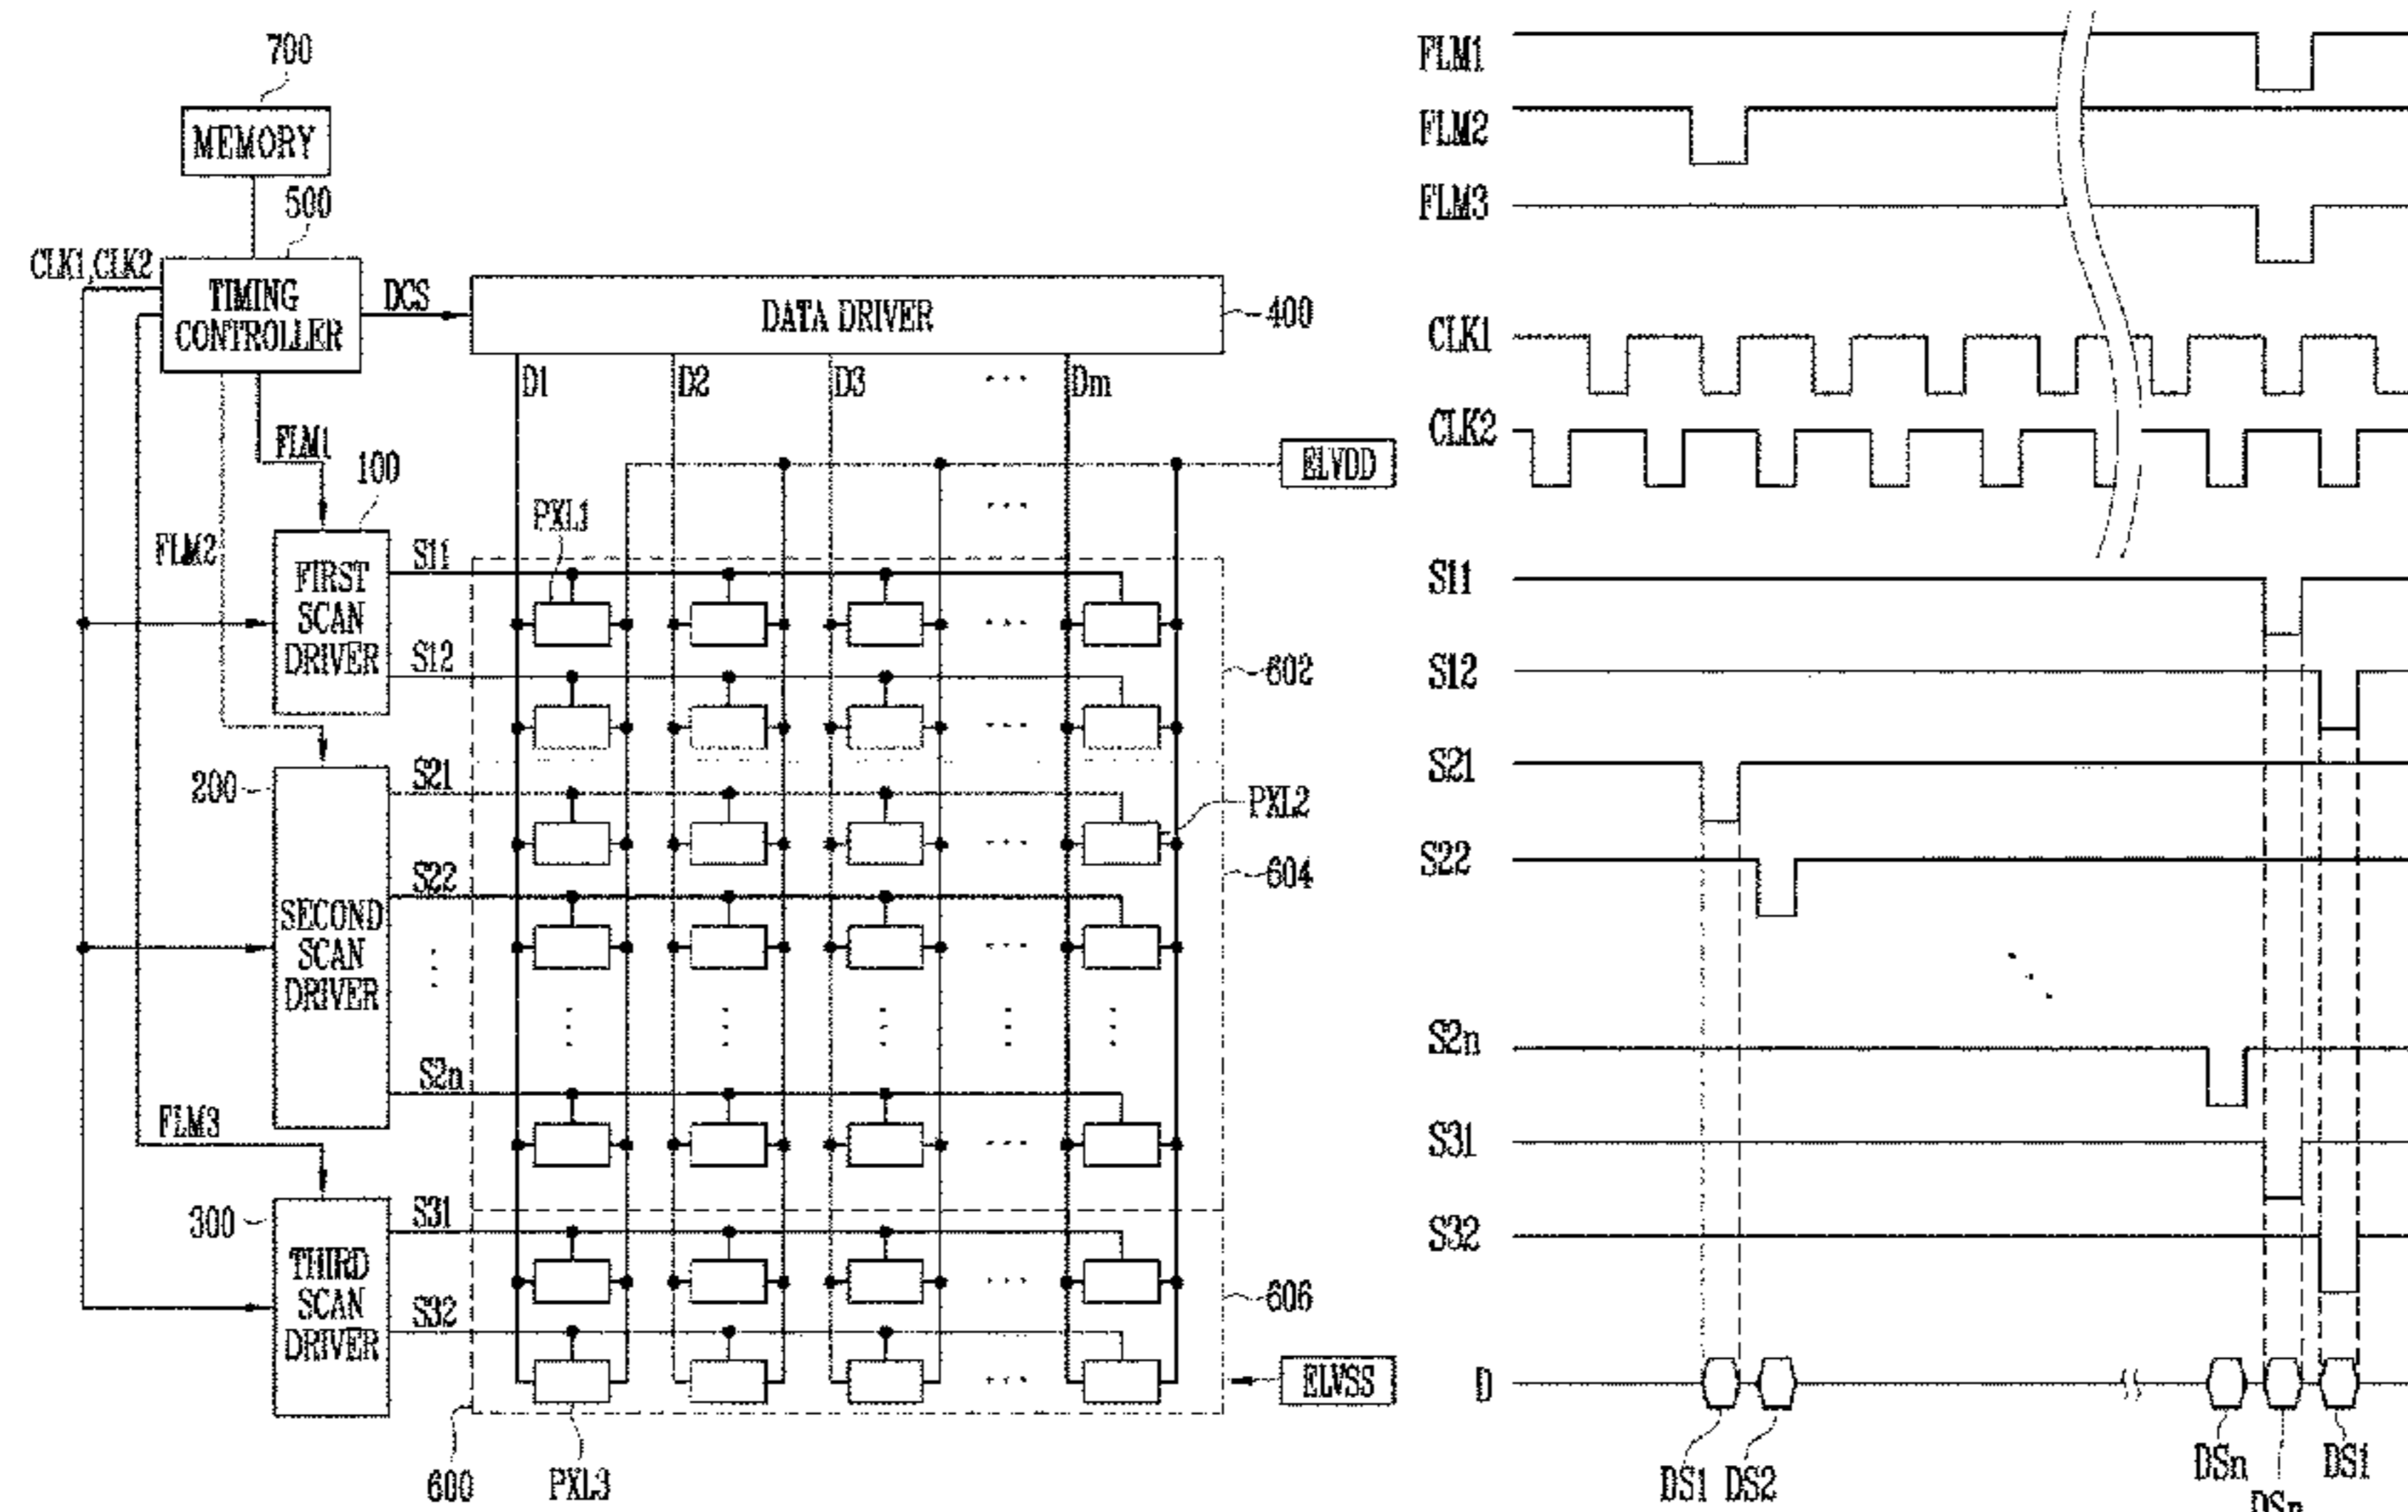 700
MEMORY
500
CLK1,CLK2
TIMING
CONTROLLER
DCS
DATA DRIVER
400
D1
D2
D3
...
Dm
FLM1
100
ELVDD
...
PXL1
FLM2
S11
FIRST
SCAN
DRIVER
...
S12
602
...
200
S21
PXL2
...
S22
604
SECOND
SCAN
DRIVER
...
S2n
FLM3
...
300
S31
THIRD
SCAN
DRIVER
...
S32
606
...
ELVSS
600
PXL3
FLM1
FLM2
FLM3
CLK1
CLK2
S11
S12
S21
S22
S2n
S31
S32
D
DS1
DS2
DSn
DSn
DS1